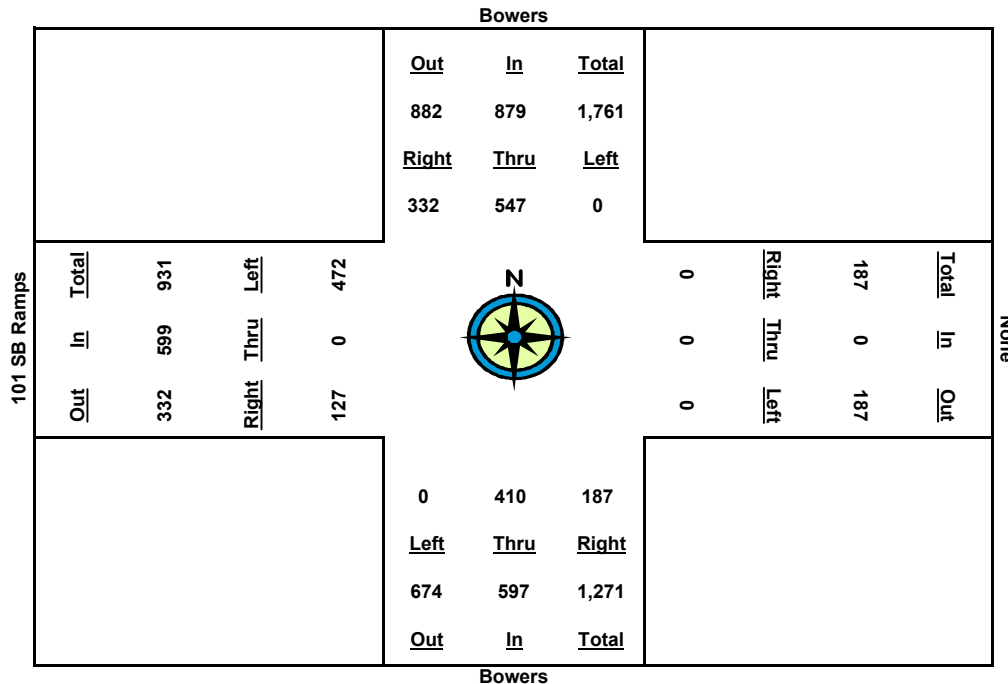 Bowers
Out In Total
882 879 1,761
Right Thru Left
332 547 0
101 SB Ramps
Total 931 Left 472
In 599 Thru 0
Out 332 Right 127
N
0 Right 187 Total
0 Thru 0 In
0 Left 187 Out
None
0 410 187
Left Thru Right
674 597 1,271
Out In Total
Bowers